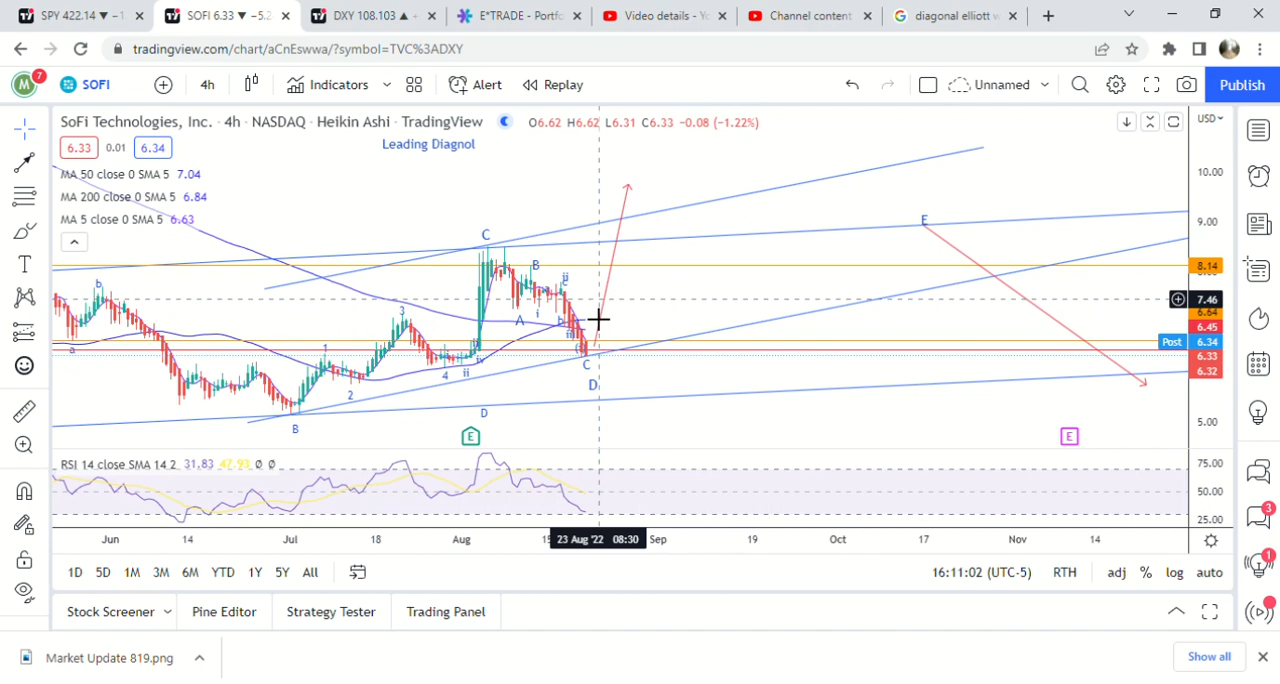 SPY 422.14 ▼ −1
SOFI 6.33 ▼ −5.2
DXY 108.103 ▲ +
E*TRADE - Portfo
Video details - Yo
Channel content
diagonal elliott w
tradingview.com/chart/aCnEswwa/?symbol=TVC%3ADXY
M 7
SOFI
4h
Indicators
Alert
Replay
Unnamed
Publish
SoFi Technologies, Inc. · 4h · NASDAQ · Heikin Ashi · TradingView
O6.62 H6.62 L6.31 C6.33 −0.08 (−1.22%)
USD
6.33 0.01 6.34
Leading Diagnol
MA 50 close 0 SMA 5 7.04
MA 200 close 0 SMA 5 6.84
MA 5 close 0 SMA 5 6.63
10.00
9.00
E
C
B
8.14
ii
b
7.46
A
i
3
6.64
6.45
Post 6.34
6.33
6.32
a
1
4
ii
iv
2
C
D
D
B
5.00
E
E
RSI 14 close SMA 14 2 31.83 47.93 Ø Ø
75.00
50.00
25.00
Jun 14 Jul 18 Aug 15 23 Aug '22 08:30 Sep 19 Oct 17 Nov 14
1D 5D 1M 3M 6M YTD 1Y 5Y All
16:11:02 (UTC-5) RTH adj % log auto
Stock Screener Pine Editor Strategy Tester Trading Panel
3
1
Market Update 819.png
Show all